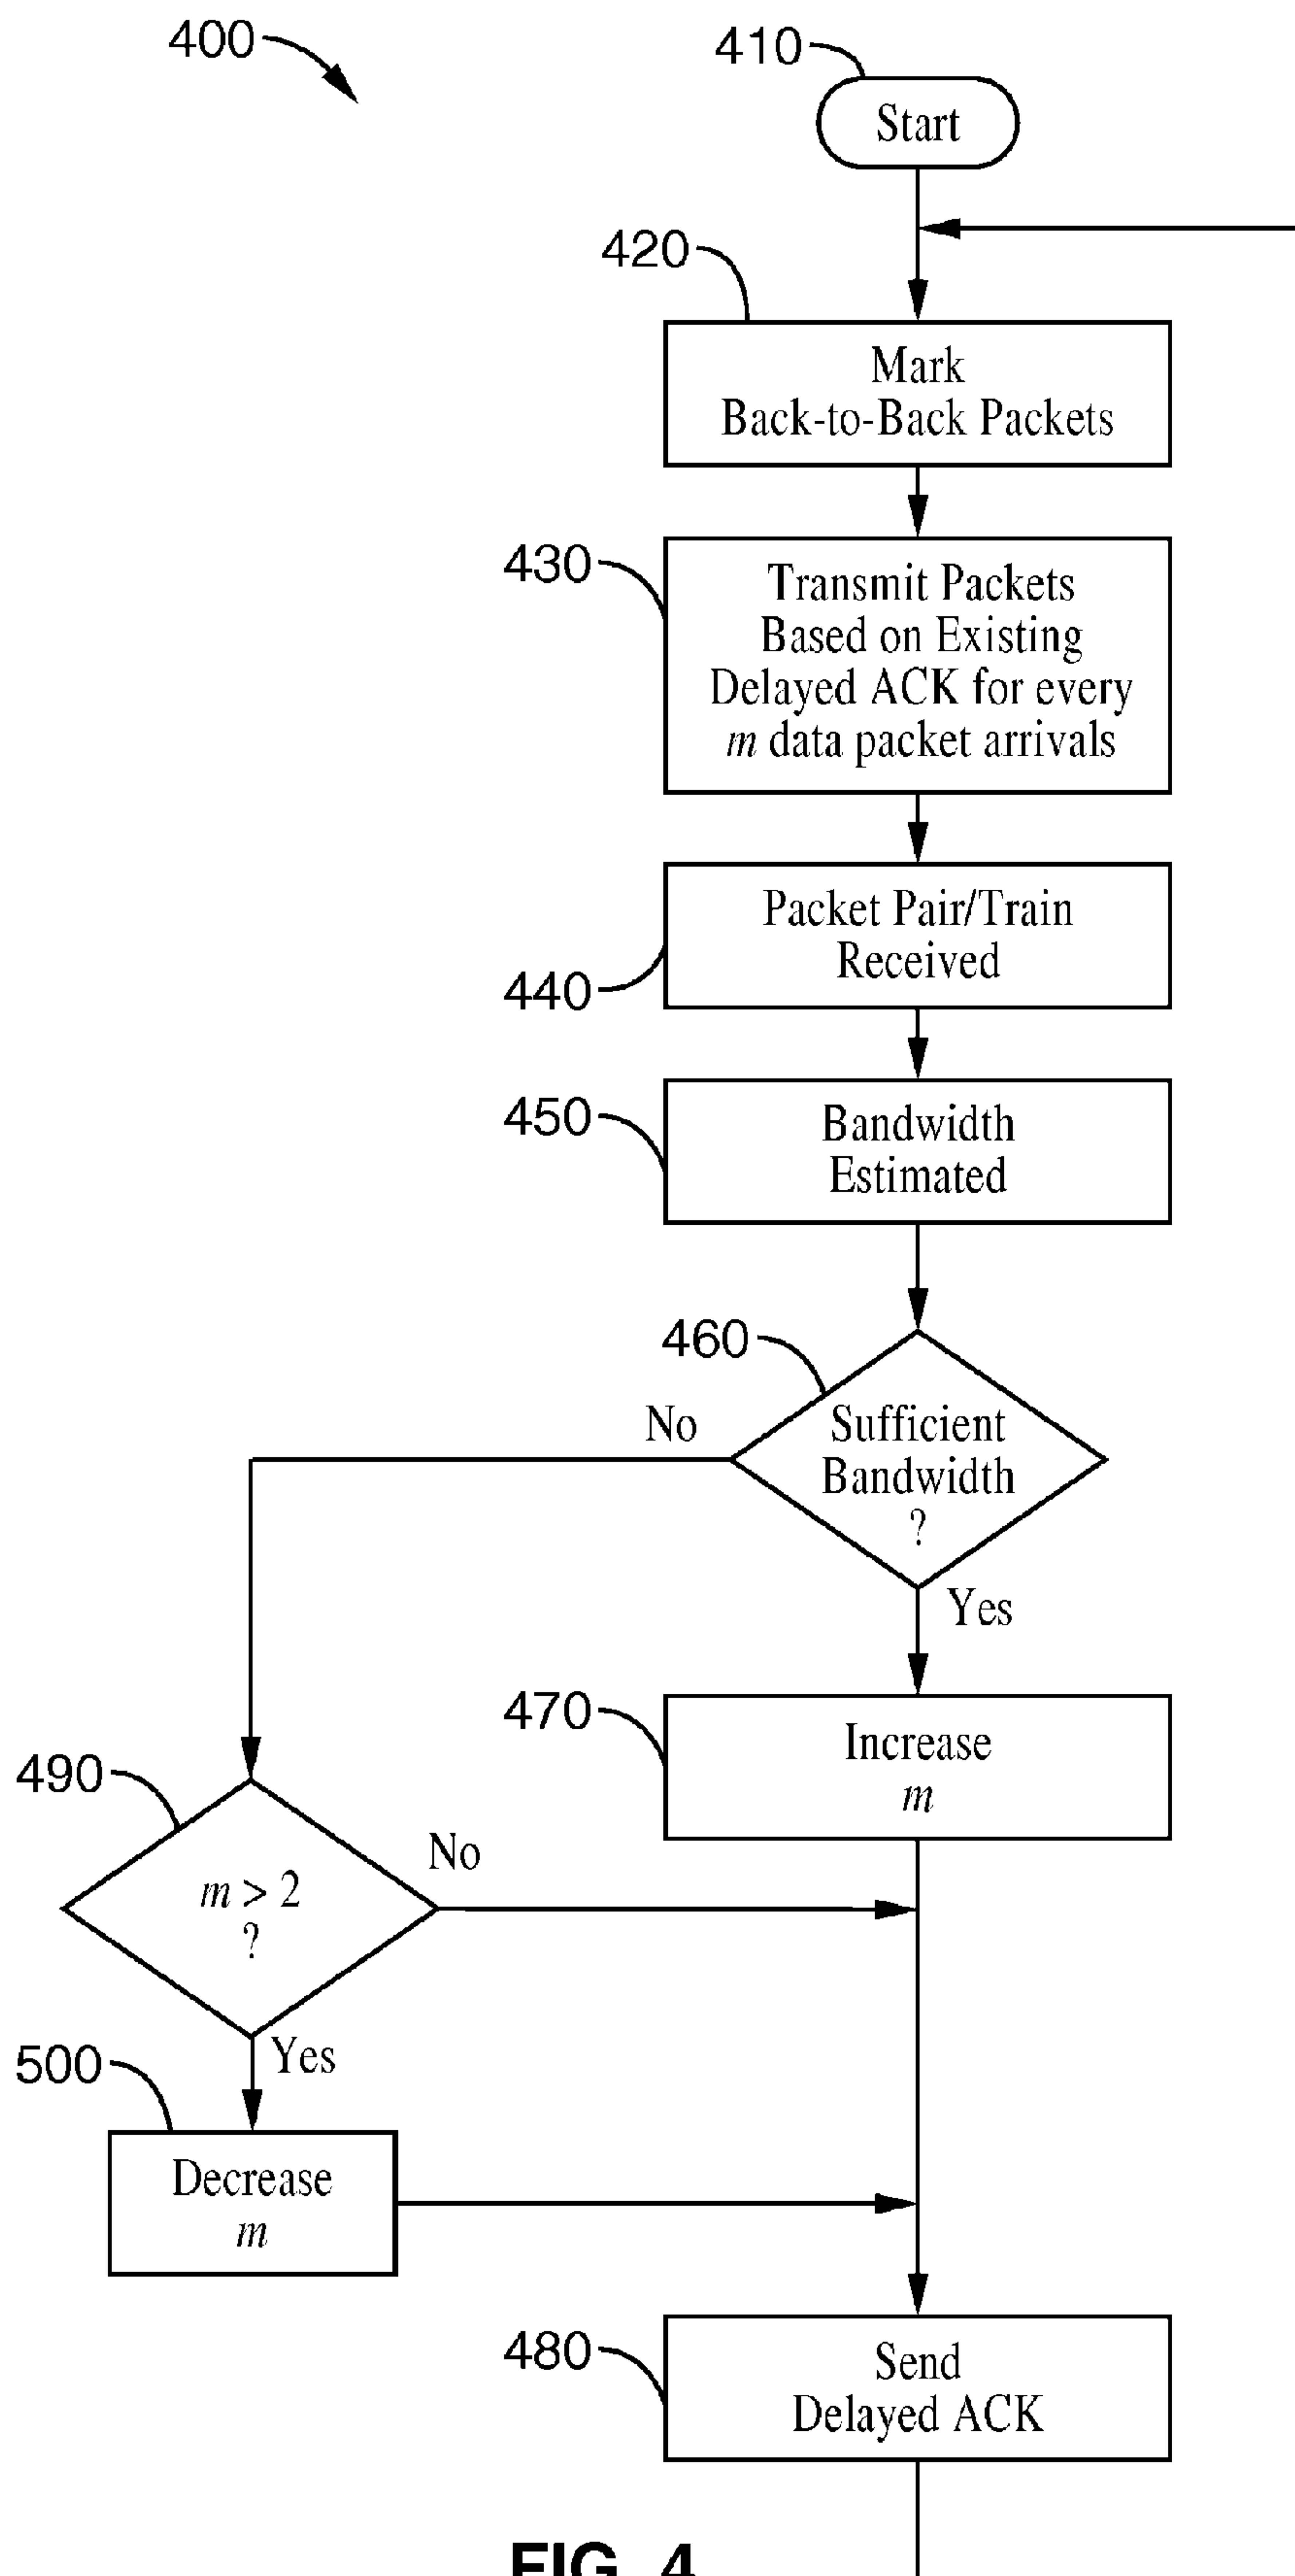 400
410
Start
420
Mark
Back-to-Back Packets
430
Transmit Packets
Based on Existing
Delayed ACK for every
m data packet arrivals
440
Packet Pair/Train
Received
450
Bandwidth
Estimated
460
Sufficient
Bandwidth
?
No
Yes
470
Increase
m
490
m > 2
?
No
Yes
500
Decrease
m
480
Send
Delayed ACK
FIG. 4